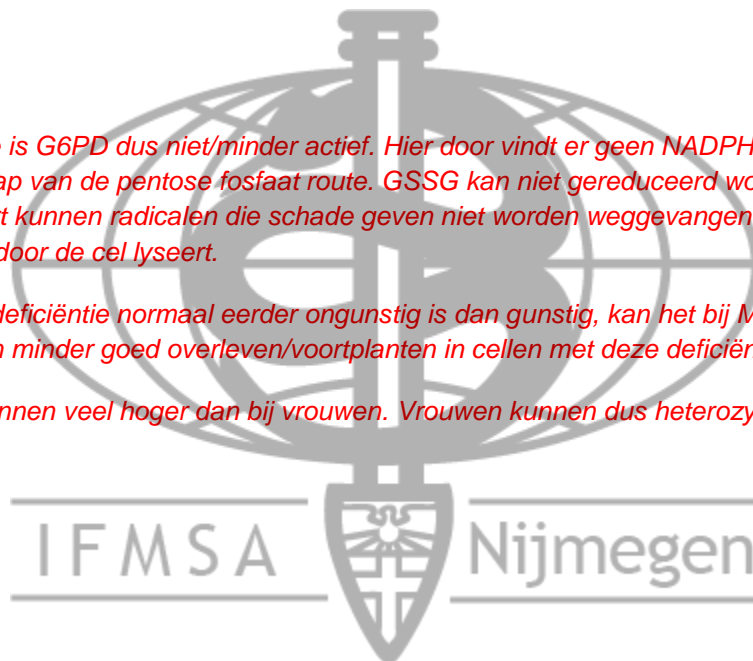 is G6PD dus niet/minder actief. Hier door vindt er geen NADPH
ap van de pentose fosfaat route. GSSG kan niet gereduceerd wo
rt kunnen radicalen die schade geven niet worden weggevangen
door de cel lyseert.
deficiëntie normaal eerder ongunstig is dan gunstig, kan het bij M
n minder goed overleven/voortplanten in cellen met deze deficiën
nnen veel hoger dan bij vrouwen. Vrouwen kunnen dus heterozy
IFMSA Nijmegen